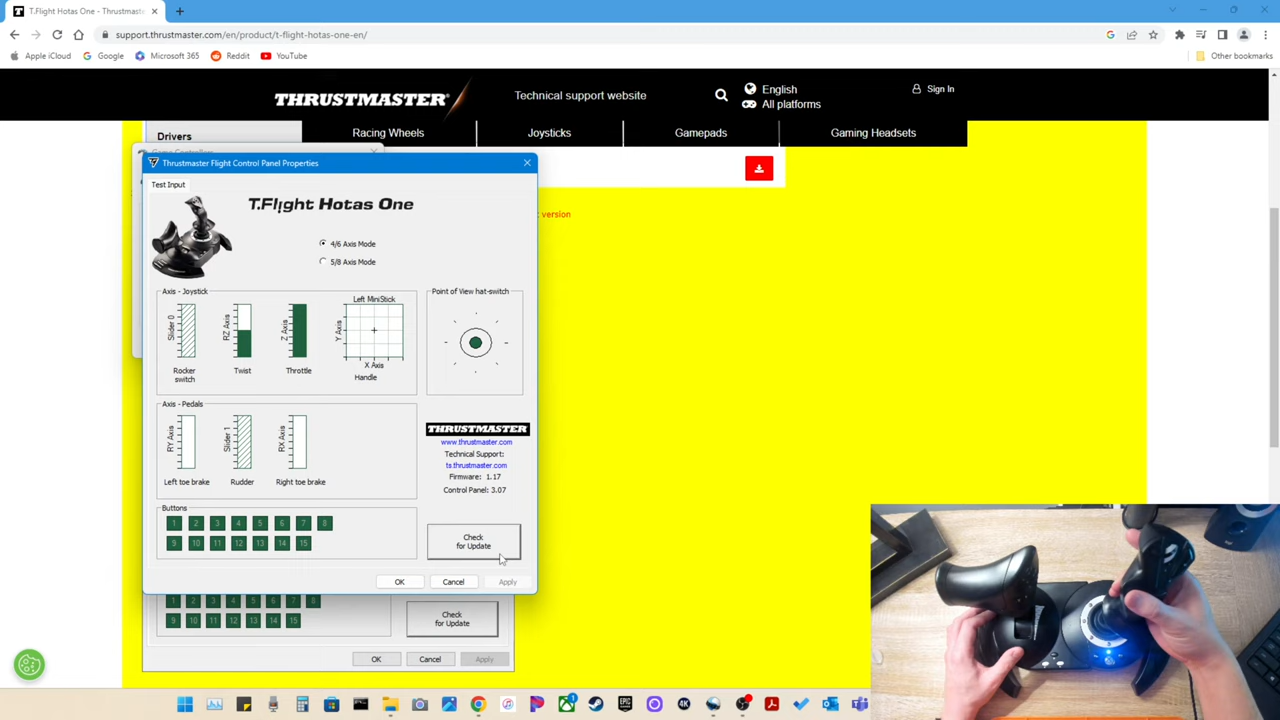 T.Flight Hotas One - Thrustmaster
support.thrustmaster.com/en/product/t-flight-hotas-one-en/
Apple iCloud Google Microsoft 365 Reddit YouTube Other bookmarks
THRUSTMASTER Technical support website English
All platforms
Sign In
Drivers Racing Wheels Joysticks Gamepads Gaming Headsets
Game Controllers
Thrustmaster Flight Control Panel Properties
Test Input
T.Flight Hotas One
t version
4/6 Axis Mode
5/8 Axis Mode
Axis - Joystick
Left MiniStick
Point of View hat-switch
Slider 0
RZ Axis
Z Axis
Y Axis
X Axis
Rocker switch
Twist
Throttle
Handle
Axis - Pedals
RY Axis
Slider 1
RX Axis
Left toe brake
Rudder
Right toe brake
THRUSTMASTER
www.thrustmaster.com
Technical Support:
ts.thrustmaster.com
Firmware: 1.17
Control Panel: 3.07
Buttons
1 2 3 4 5 6 7 8
9 10 11 12 13 14 15
Check
for Update
OK Cancel Apply
1 2 3 4 5 6 7 8
9 10 11 12 13 14 15
Check
for Update
OK Cancel Apply